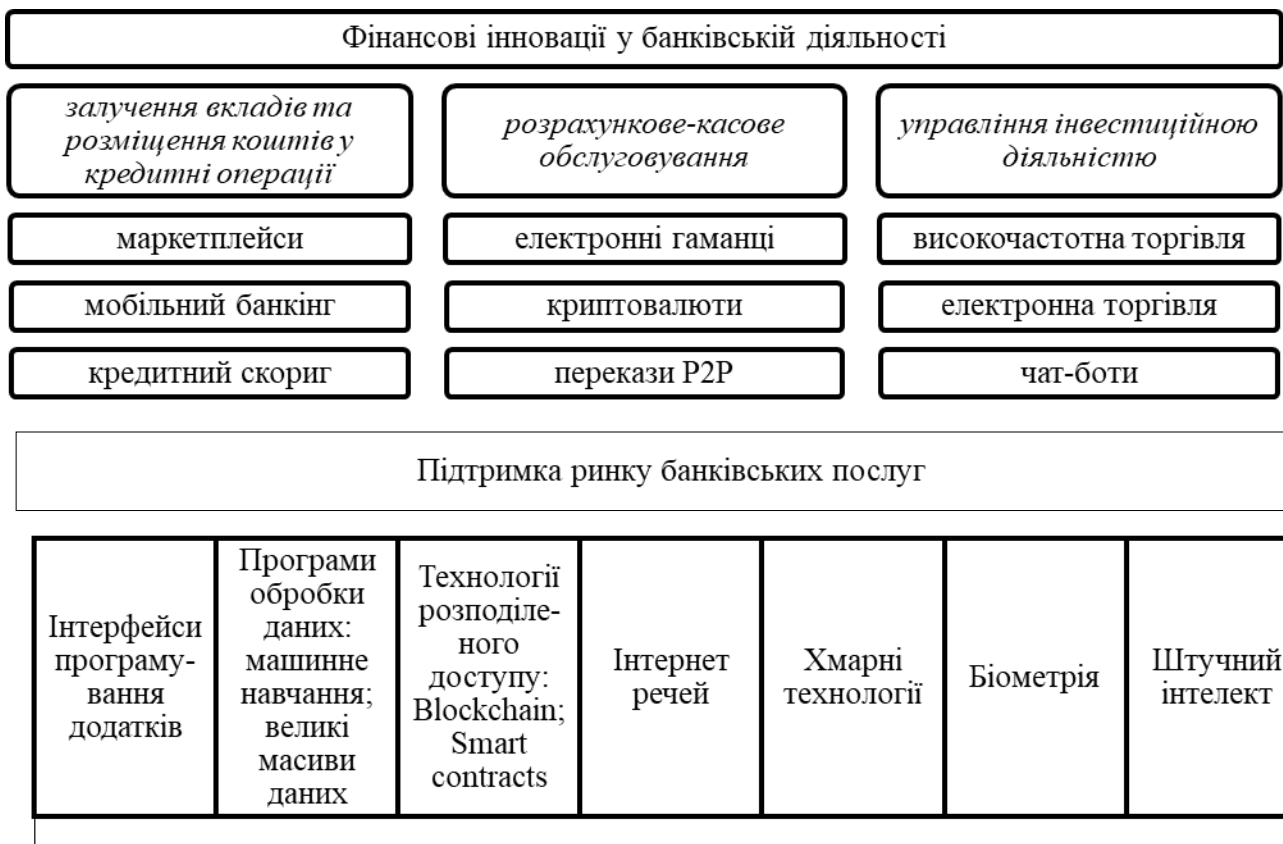 Фінансові інновації у банківській діяльності
залучення вкладів та
розміщення коштів у
кредитні операції
розрахункове-касове
обслуговування
управління інвестиційною
діяльністю
маркетплейси
електронні гаманці
високочастотна торгівля
мобільний банкінг
криптовалюти
електронна торгівля
кредитний скориг
перекази P2P
чат-боти
Підтримка ринку банківських послуг
Інтерфейси
програму-
вання
додатків
Програми
обробки
даних:
машинне
навчання;
великі
масиви
даних
Технології
розподіле-
ного
доступу:
Blockchain;
Smart
contracts
Інтернет
речей
Хмарні
технології
Біометрія
Штучний
інтелект